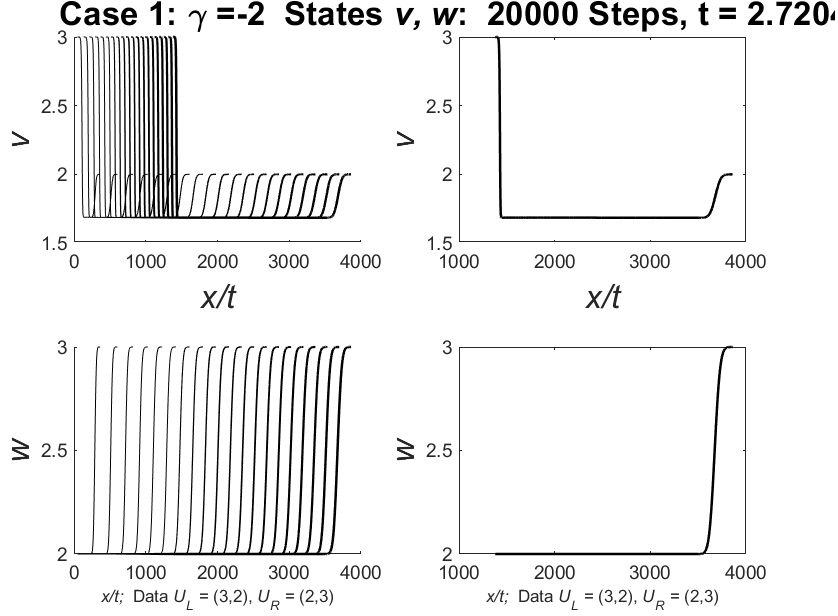 Case 1: γ =-2 States v, w: 20000 Steps, t = 2.7204
3
2.5
2
1.5
v
0 1000 2000 3000 4000
x/t
3
2.5
2
1.5
v
1000 2000 3000 4000
x/t
3
2.5
2
w
0 1000 2000 3000 4000
x/t; Data U_L = (3,2), U_R = (2,3)
3
2.5
2
w
1000 2000 3000 4000
x/t; Data U_L = (3,2), U_R = (2,3)